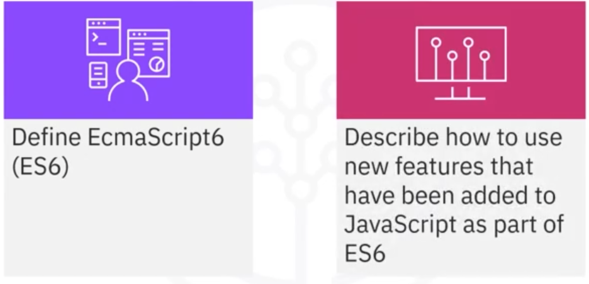 Define EcmaScript6
(ES6)
Describe how to use
new features that
have been added to
JavaScript as part of
ES6